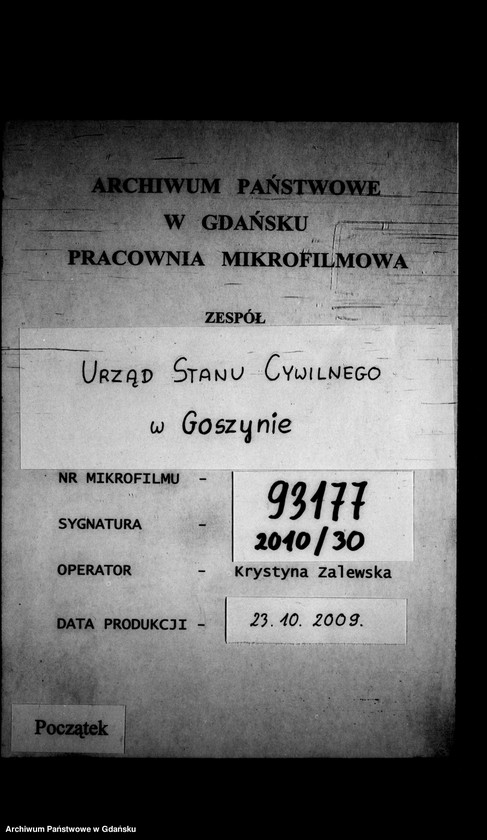 ARCHIWUM PAŃSTWOWE
W GDAŃSKU
PRACOWNIA MIKROFILMOWA
ZESPÓŁ
URZĄD STANU CYWILNEGO
w Goszynie
NR MIKROFILMU - 93177
SYGNATURA - 2010/30
OPERATOR - Krystyna Zalewska
DATA PRODUKCJI - 23.10.2009.
Początek
Archiwum Państwowe w Gdańsku